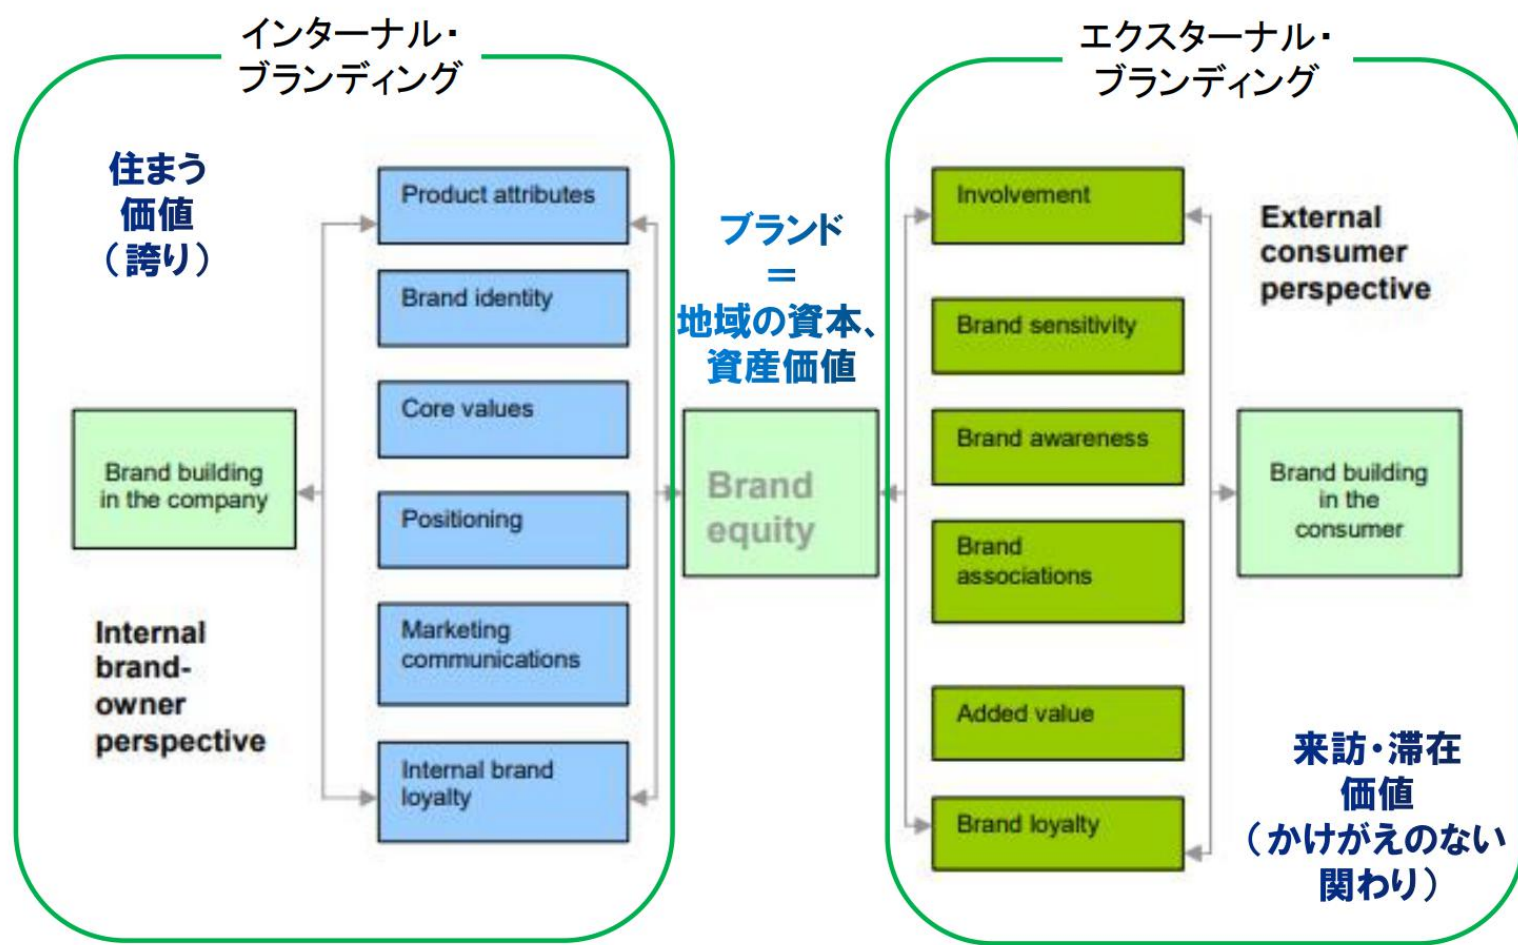 インターナル・
ブランディング
住まう
価値
（誇り）
Brand building
in the company
Internal
brand-
owner
perspective
Product attributes
Brand identity
Core values
Positioning
Marketing
communications
Internal brand
loyalty
ブランド
＝
地域の資本、
資産価値
Brand
equity
エクスターナル・
ブランディング
Involvement
Brand sensitivity
Brand awareness
Brand
associations
Added value
Brand loyalty
External
consumer
perspective
Brand building
in the
consumer
来訪・滞在
価値
（かけがえのない
関わり）